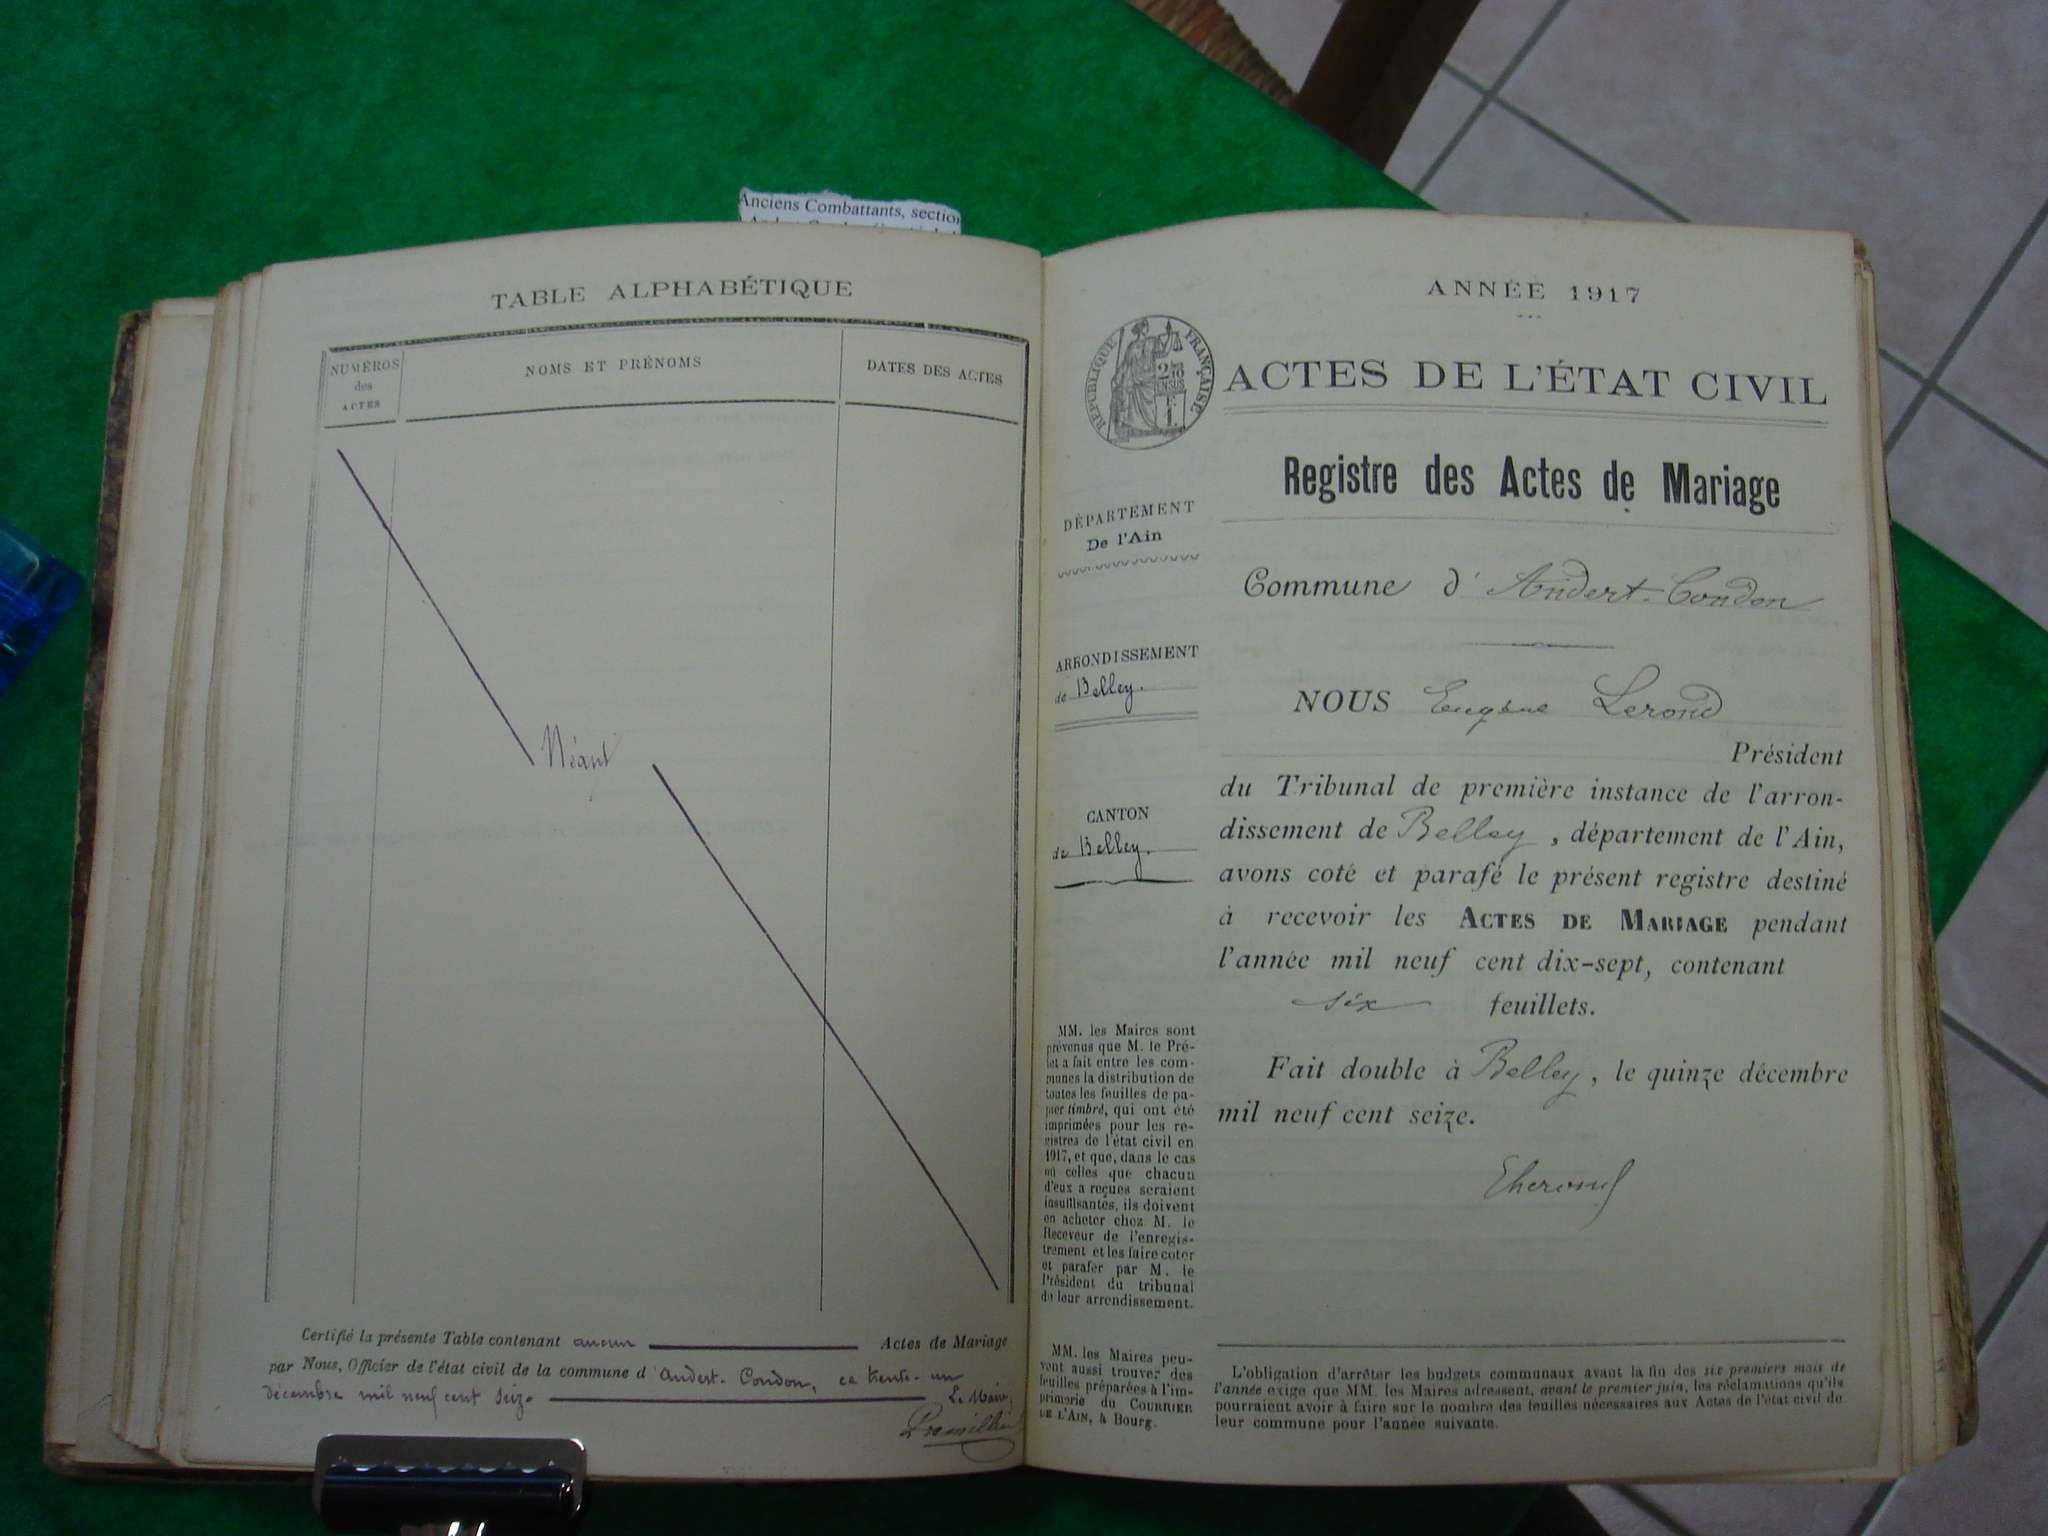 Anciens Combattants, section
TABLE ALPHABÉTIQUE
NUMÉROS
des
ACTES
NOMS ET PRÉNOMS
DATES DES ACTES
Néant
Certifié la présente Table contenant aucun Actes de Mariage
par Nous, Officier de l'état civil de la commune d'Andert-Condon, ce trente-un
décembre mil neuf cent seize Le Maire,
ANNÉE 1917
RÉPUBLIQUE FRANÇAISE
ACTES DE L'ÉTAT CIVIL
Registre des Actes de Mariage
DÉPARTEMENT
De l'Ain
ARRONDISSEMENT
de Belley.
CANTON
de Belley.
MM. les Maires sont
prévenus que M. le Pré-
fet a fait entre les com-
munes la distribution de
toutes les feuilles de pa-
pier timbré, qui ont été
imprimées pour les re-
gistres de l'état civil en
1917, et que, dans le cas
où celles que chacun
d'eux a reçues seraient
insuffisantes, ils doivent
en acheter chez M. le
Receveur de l'enregis-
trement et les faire coter
et parafer par M. le
Président du tribunal
de leur arrondissement.
MM. les Maires peu-
vent aussi trouver des
feuilles préparées à l'im-
primerie du COURRIER
DE L'AIN, à Bourg.
Commune d'Andert-Condon
NOUS Eugène Lerond
Président
du Tribunal de première instance de l'arron-
dissement de Belley, département de l'Ain,
avons coté et parafé le présent registre destiné
à recevoir les ACTES DE MARIAGE pendant
l'année mil neuf cent dix-sept, contenant
six feuillets.
Fait double à Belley, le quinze décembre
mil neuf cent seize.
L'obligation d'arrêter les budgets communaux avant la fin des six premiers mois de
l'année exige que MM. les Maires adressent, avant le premier juin, les réclamations qu'ils
pourraient avoir à faire sur le nombre des feuilles nécessaires aux Actes de l'état civil de
leur commune pour l'année suivante.